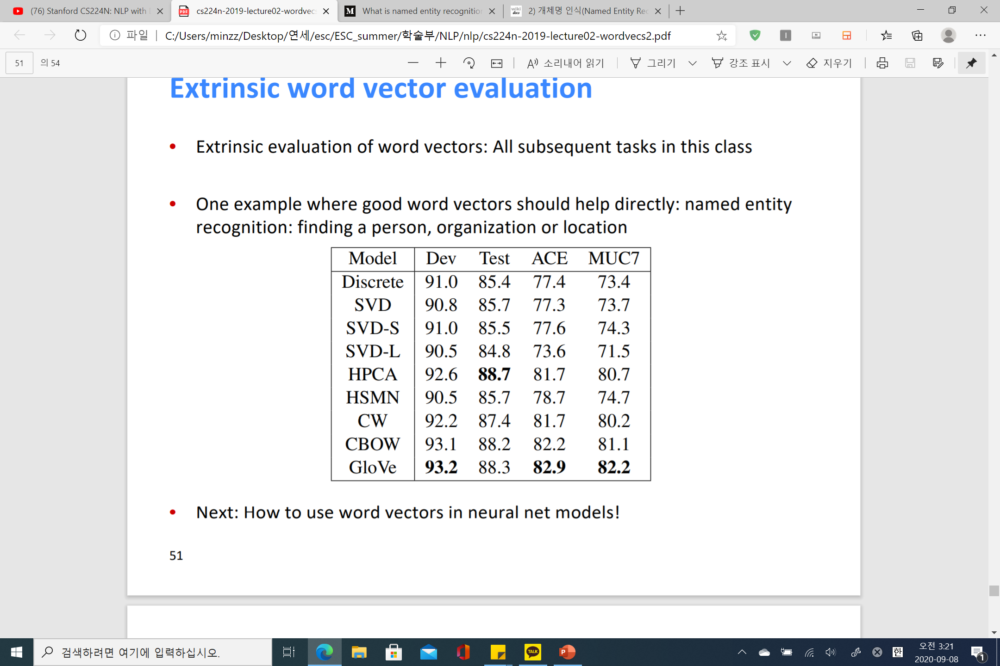 (76) Stanford CS224N: NLP with
cs224n-2019-lecture02-wordvecs
What is named entity recognition
2) 개체명 인식(Named Entity Rec
파일 | C:/Users/minzz/Desktop/연세/esc/ESC_summer/학술부/NLP/nlp/cs224n-2019-lecture02-wordvecs2.pdf
51 의 54
소리내어 읽기 그리기 강조 표시 지우기
Extrinsic word vector evaluation
• Extrinsic evaluation of word vectors: All subsequent tasks in this class
• One example where good word vectors should help directly: named entity
recognition: finding a person, organization or location
Model Dev Test ACE MUC7
Discrete 91.0 85.4 77.4 73.4
SVD 90.8 85.7 77.3 73.7
SVD-S 91.0 85.5 77.6 74.3
SVD-L 90.5 84.8 73.6 71.5
HPCA 92.6 88.7 81.7 80.7
HSMN 90.5 85.7 78.7 74.7
CW 92.2 87.4 81.7 80.2
CBOW 93.1 88.2 82.2 81.1
GloVe 93.2 88.3 82.9 82.2
• Next: How to use word vectors in neural net models!
51
검색하려면 여기에 입력하십시오.
TALK
한
오전 3:21
2020-09-08
1